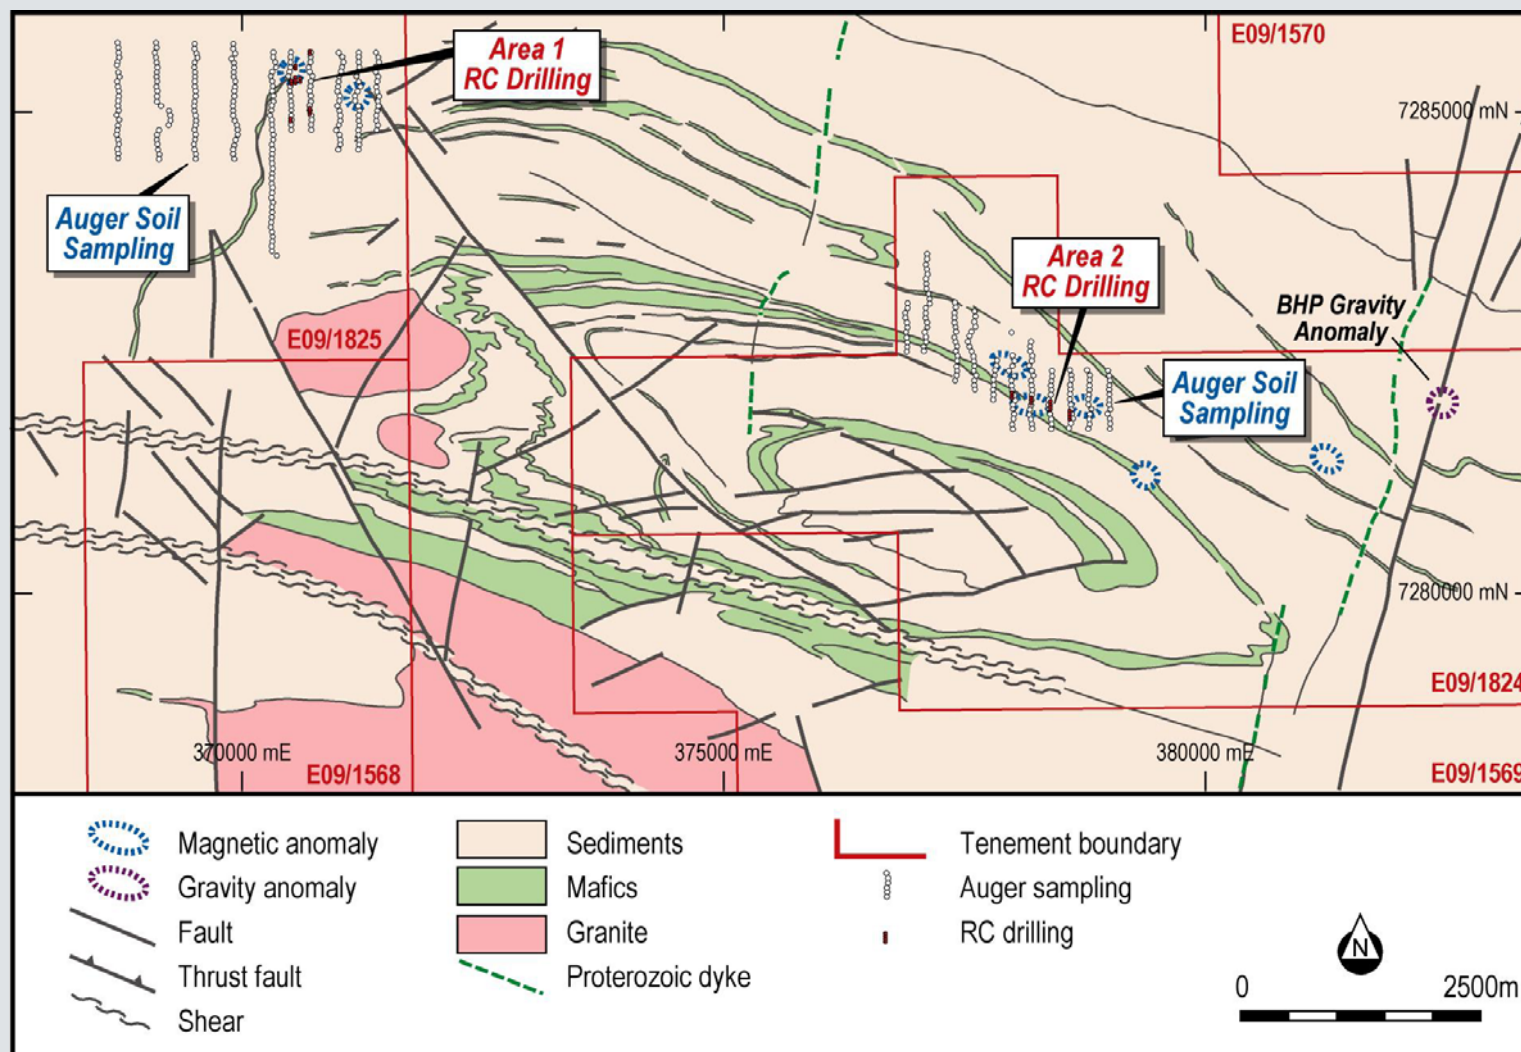 E09/1570
Area 1
RC Drilling
7285000 mN
Auger Soil
Sampling
Area 2
RC Drilling
BHP Gravity
Anomaly
E09/1825
Auger Soil
Sampling
7280000 mN
E09/1824
370000 mE
375000 mE
380000 mE
E09/1568
E09/1569
Magnetic anomaly
Gravity anomaly
Fault
Thrust fault
Shear
Sediments
Mafics
Granite
Proterozoic dyke
Tenement boundary
Auger sampling
RC drilling
N
0 2500m